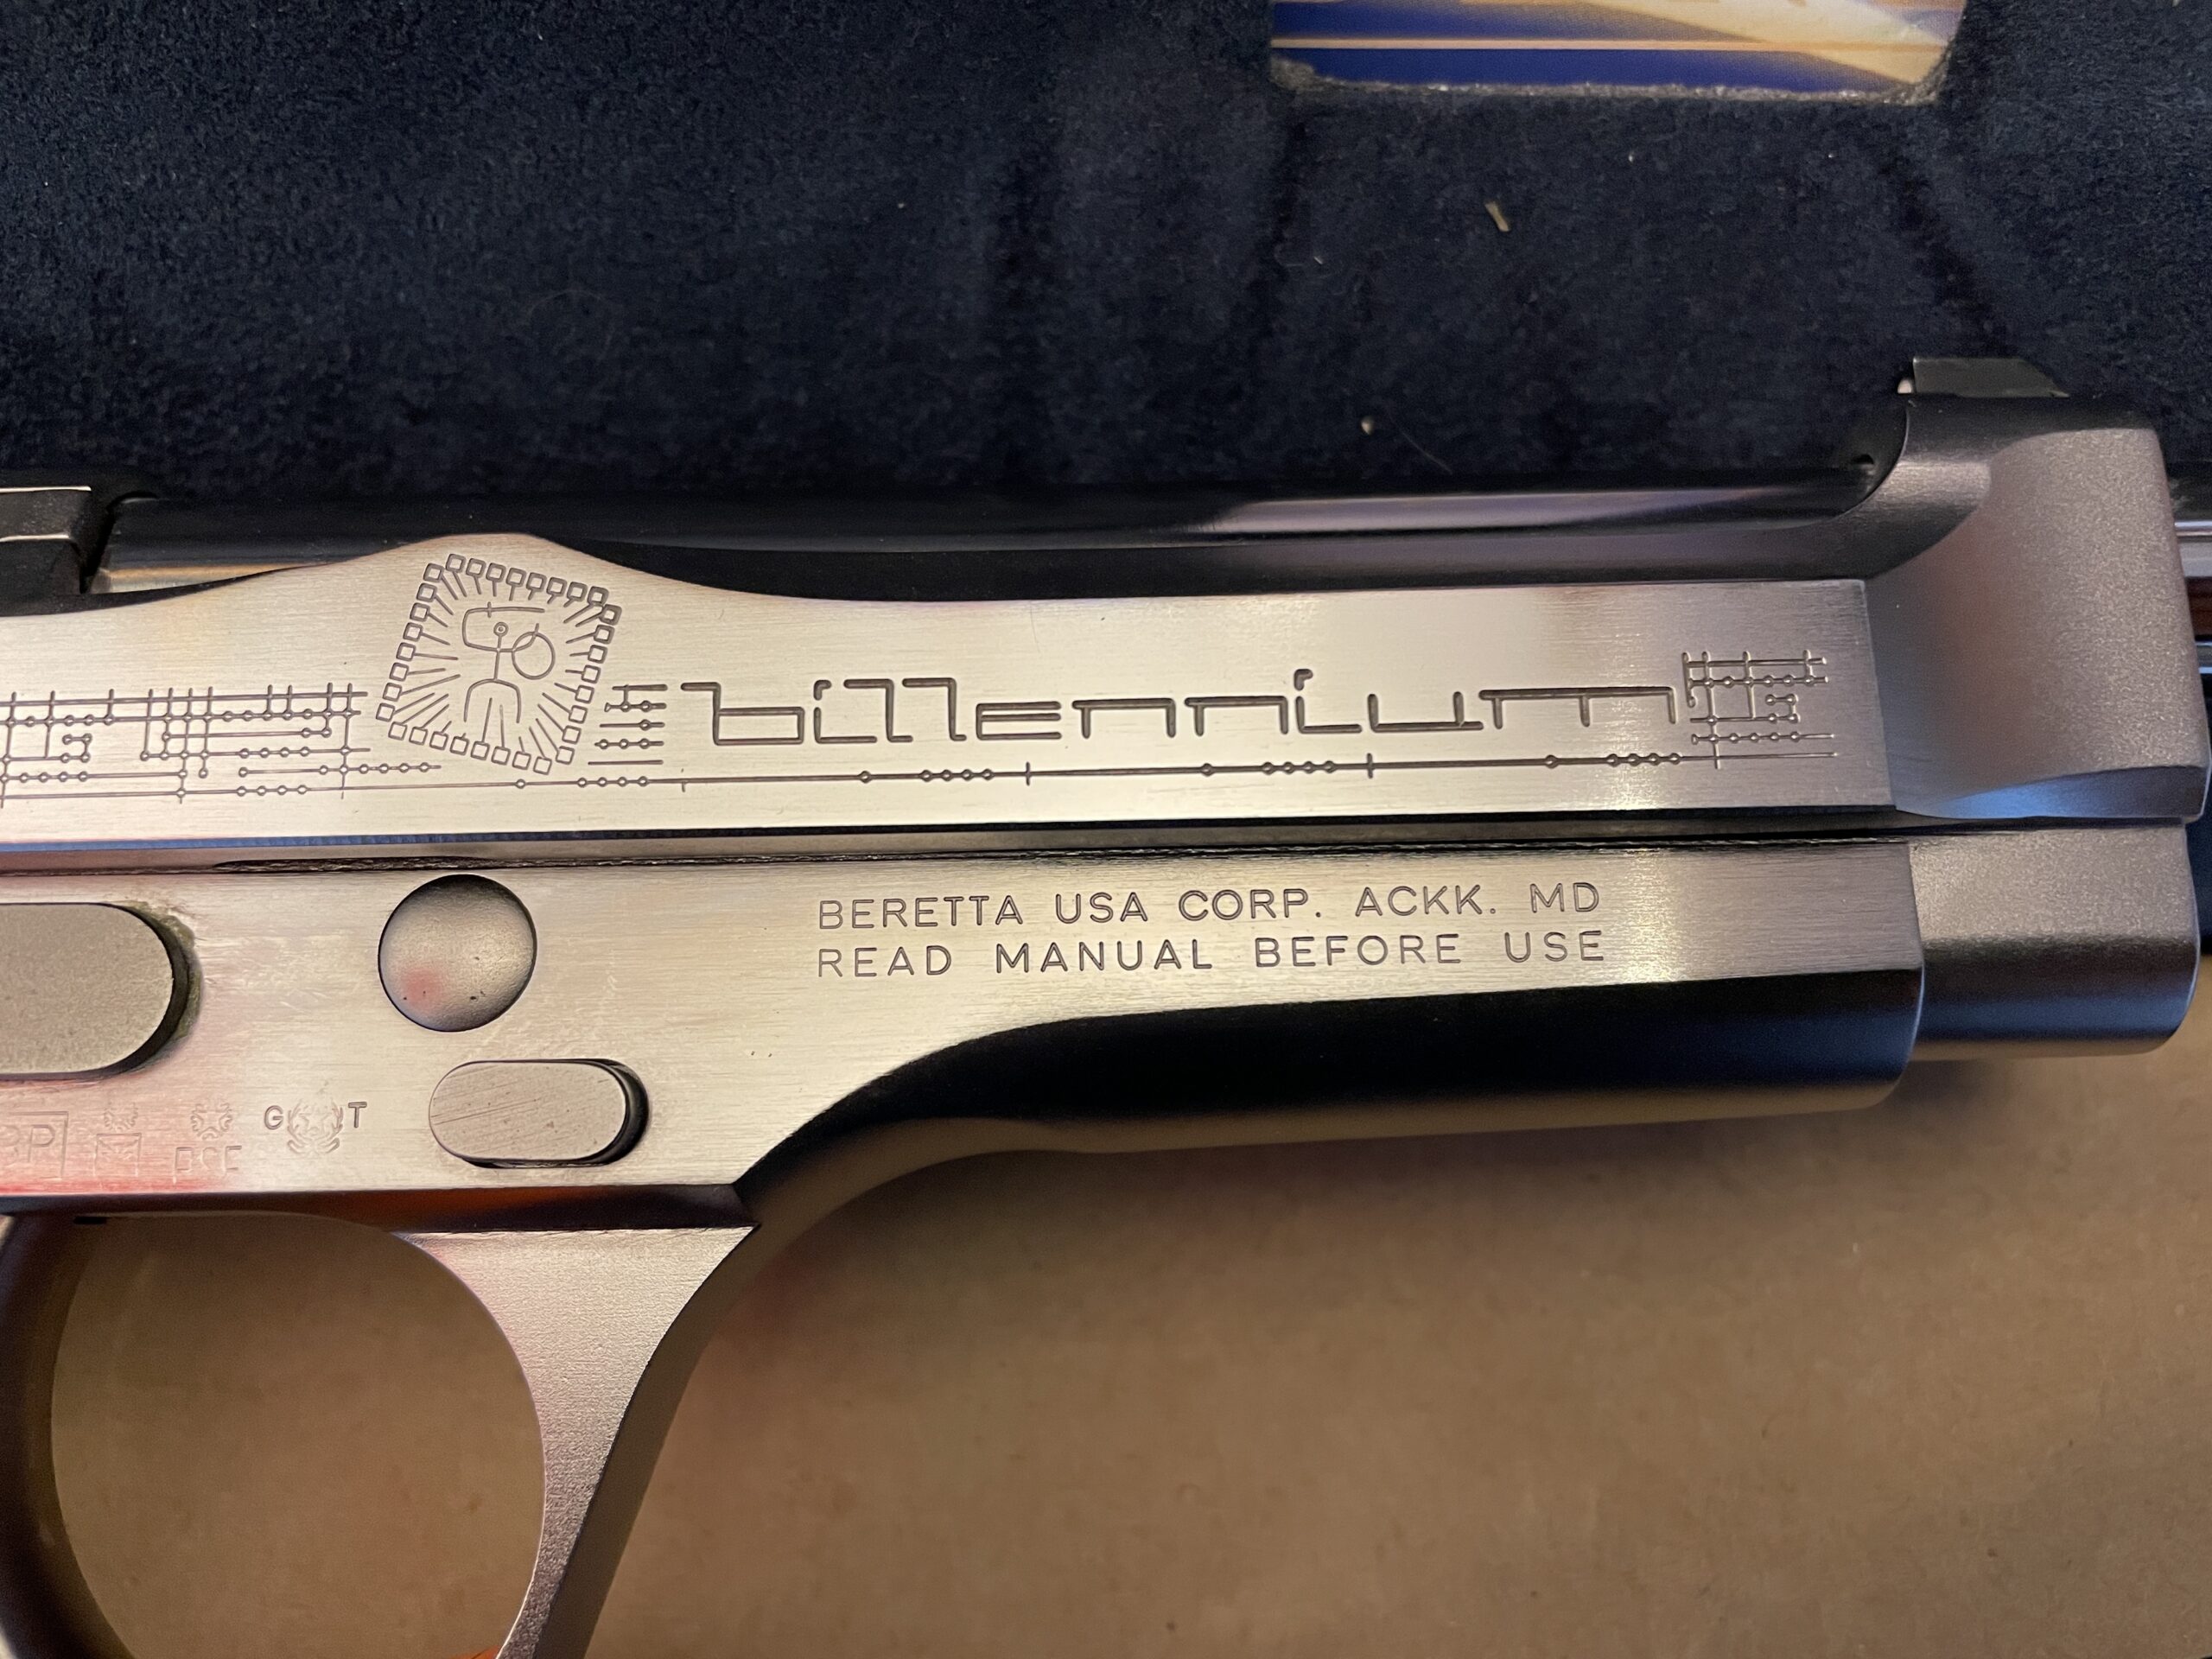 billennium
BERETTA USA CORP. ACKK. MD
READ MANUAL BEFORE USE
G T